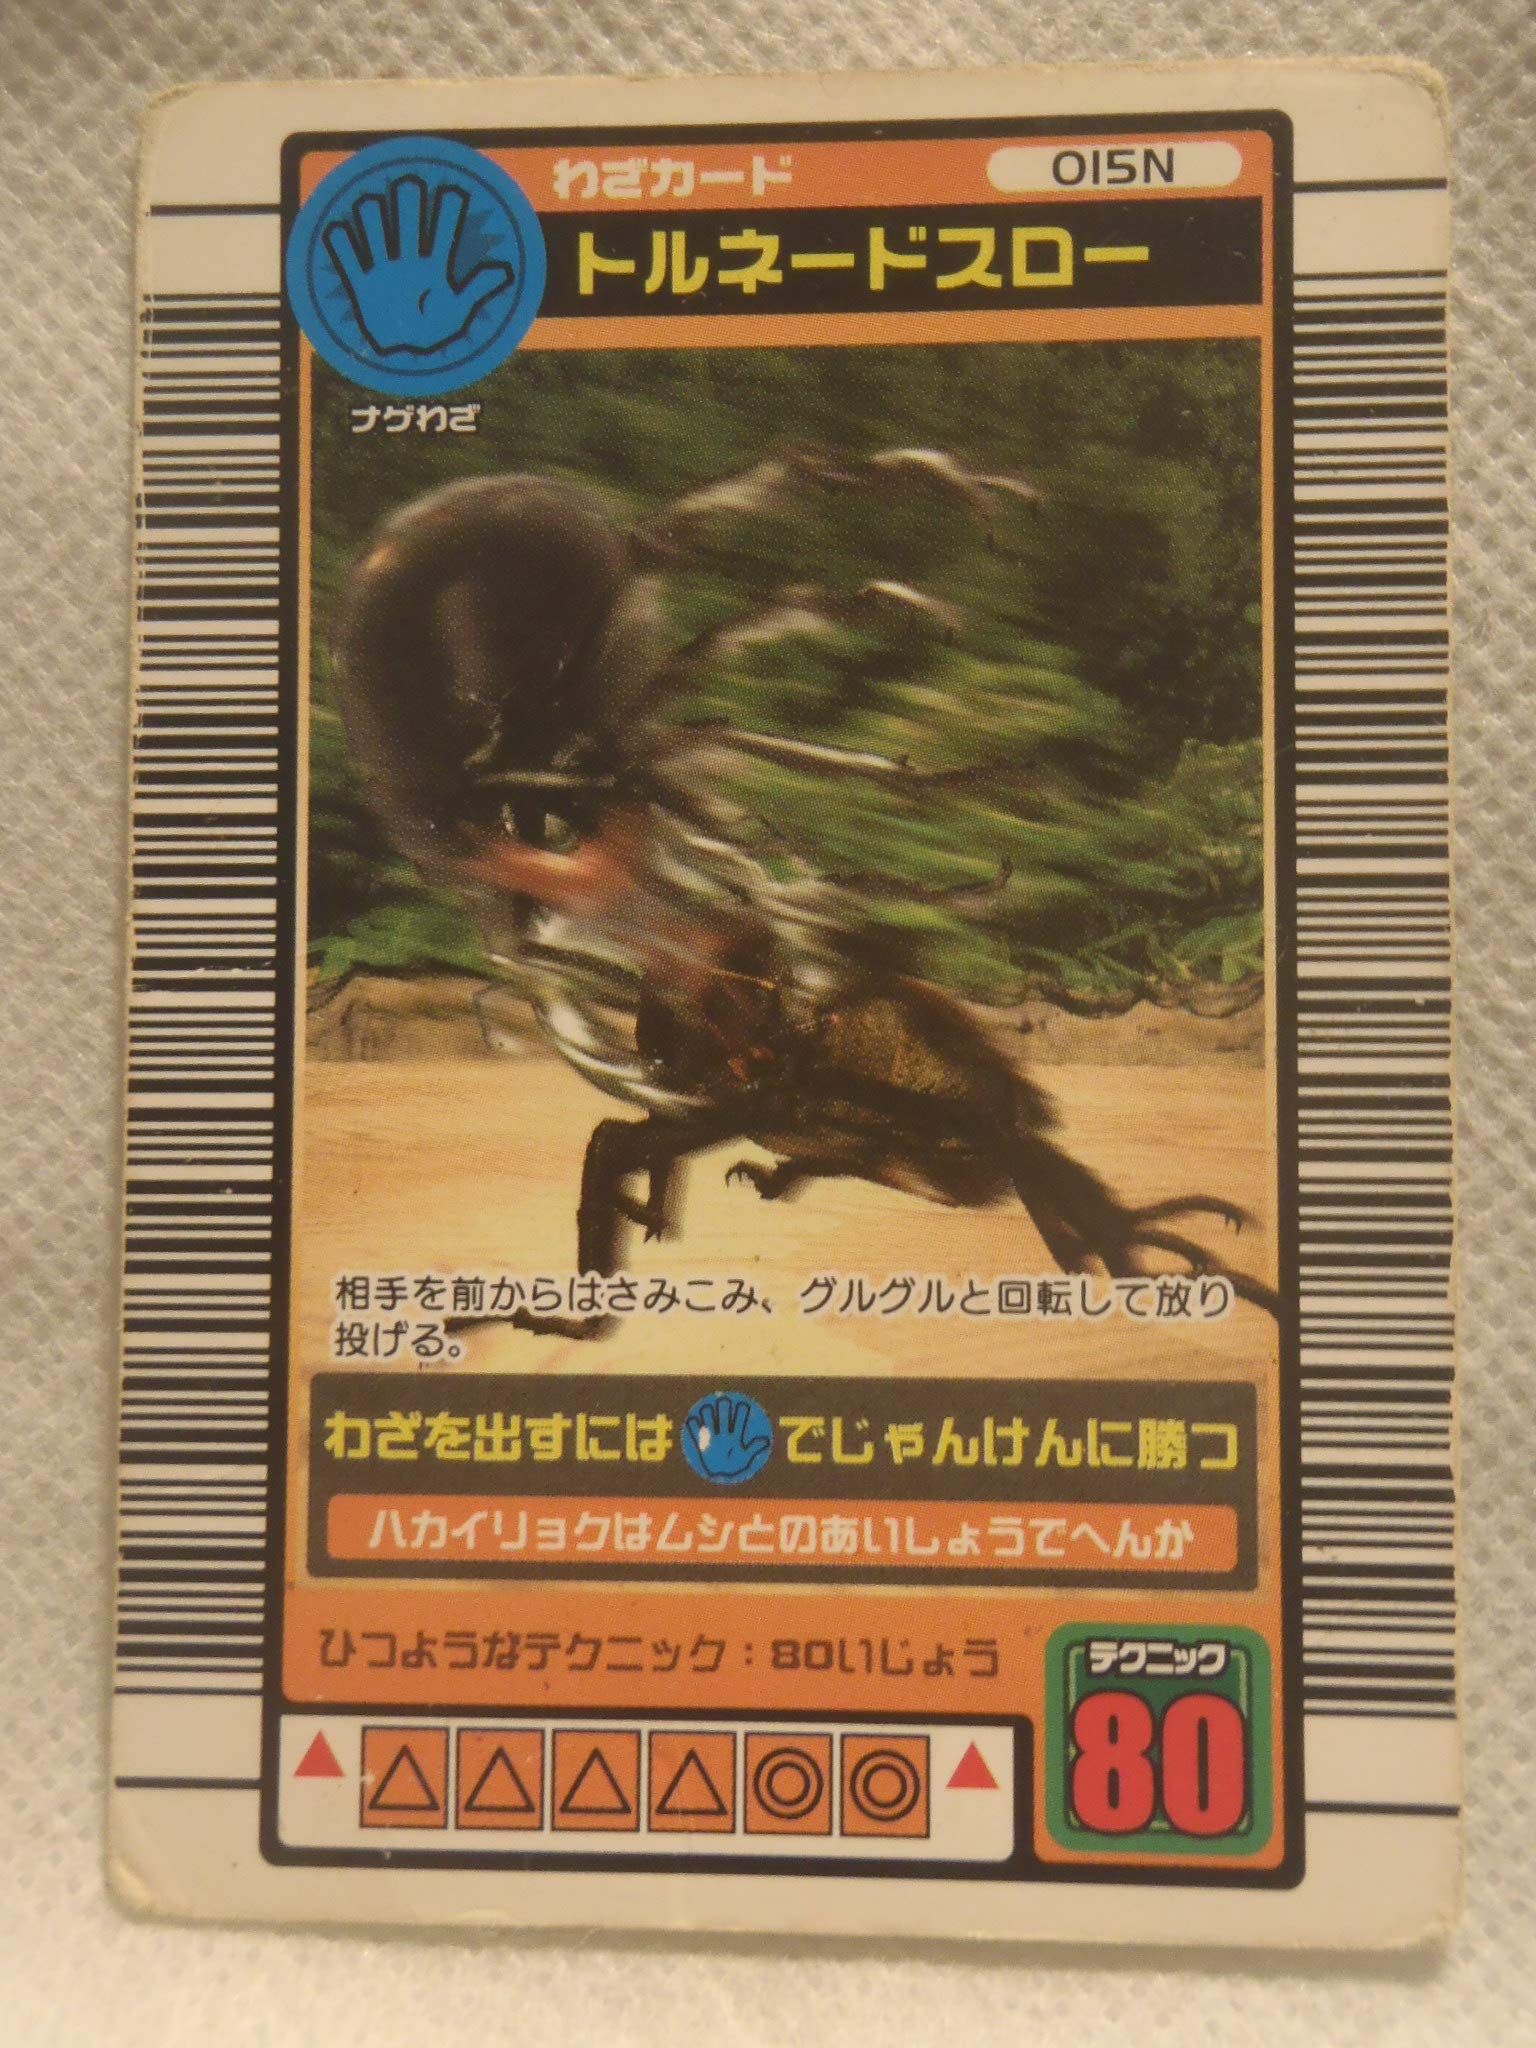 わざカード
015N
トルネードスロー
ナゲわざ
相手を前からはさみこみ、グルグルと回転して放り
投げる。
わざを出すにはでじゃんけんに勝つ
ハカイリョクはムシとのあいしょうでへんか
ひつようなテクニック：80いじょう
テクニック
80